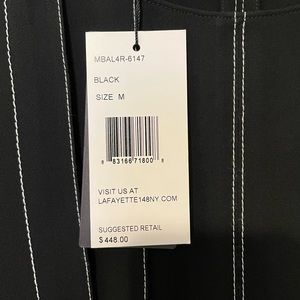 MBAL4R-6147
BLACK
SIZE M
8 83166 71800 8
VISIT US AT
LAFAYETTE148NY.COM
SUGGESTED RETAIL
$448.00